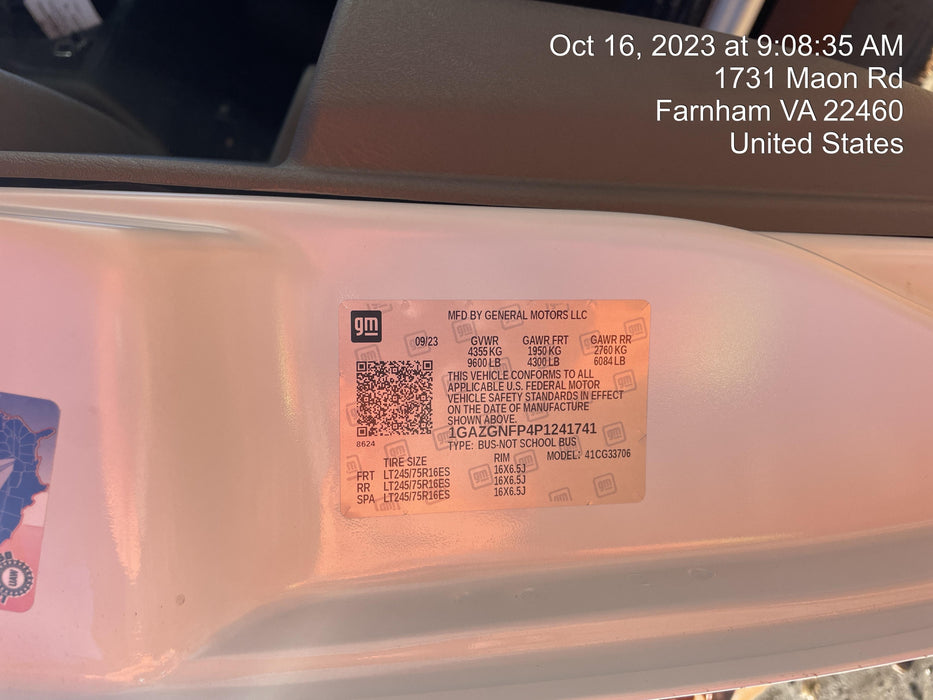 Oct 16, 2023 at 9:08:35 AM
1731 Maon Rd
Farnham VA 22460
United States
gm
MFD BY GENERAL MOTORS LLC
09/23 GVWR GAWR FRT GAWR RR
4355 KG 1950 KG 2760 KG
9600 LB 4300 LB 6084 LB
THIS VEHICLE CONFORMS TO ALL
APPLICABLE U.S. FEDERAL MOTOR
VEHICLE SAFETY STANDARDS IN EFFECT
ON THE DATE OF MANUFACTURE
SHOWN ABOVE.
1GAZGNFP4P1241741
8624
TYPE: BUS-NOT SCHOOL BUS
MODEL: 41CG33706
TIRE SIZE RIM
FRT LT245/75R16ES 16X6.5J
RR LT245/75R16ES 16X6.5J
SPA LT245/75R16ES 16X6.5J
UAW